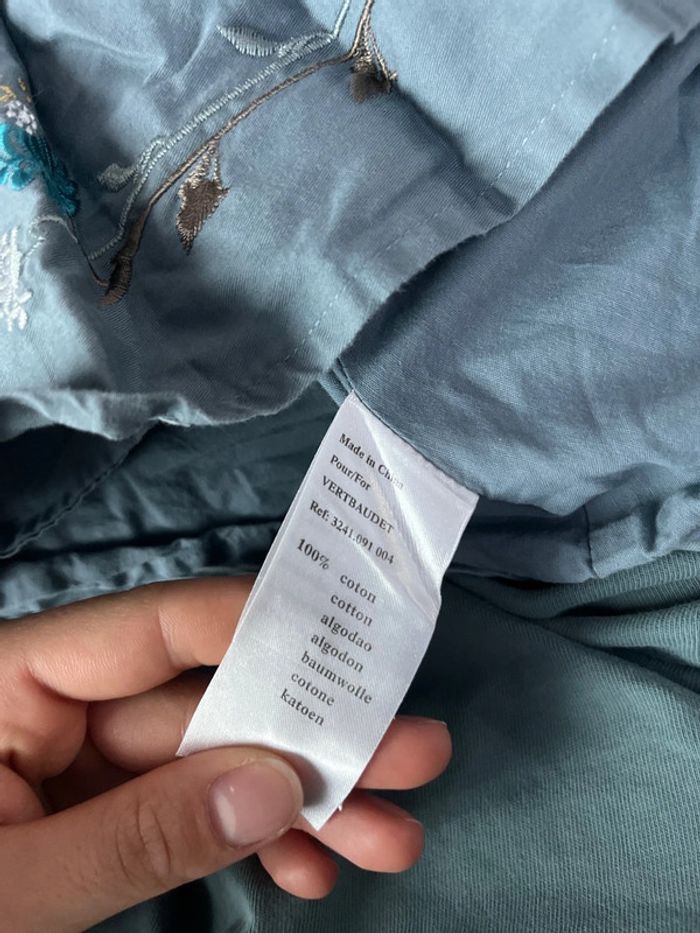 Made in China
Pour/For
VERTBAUDET
Ref: 3241.091 004
100% coton
cotton
algodao
algodon
baumwolle
cotone
katoen